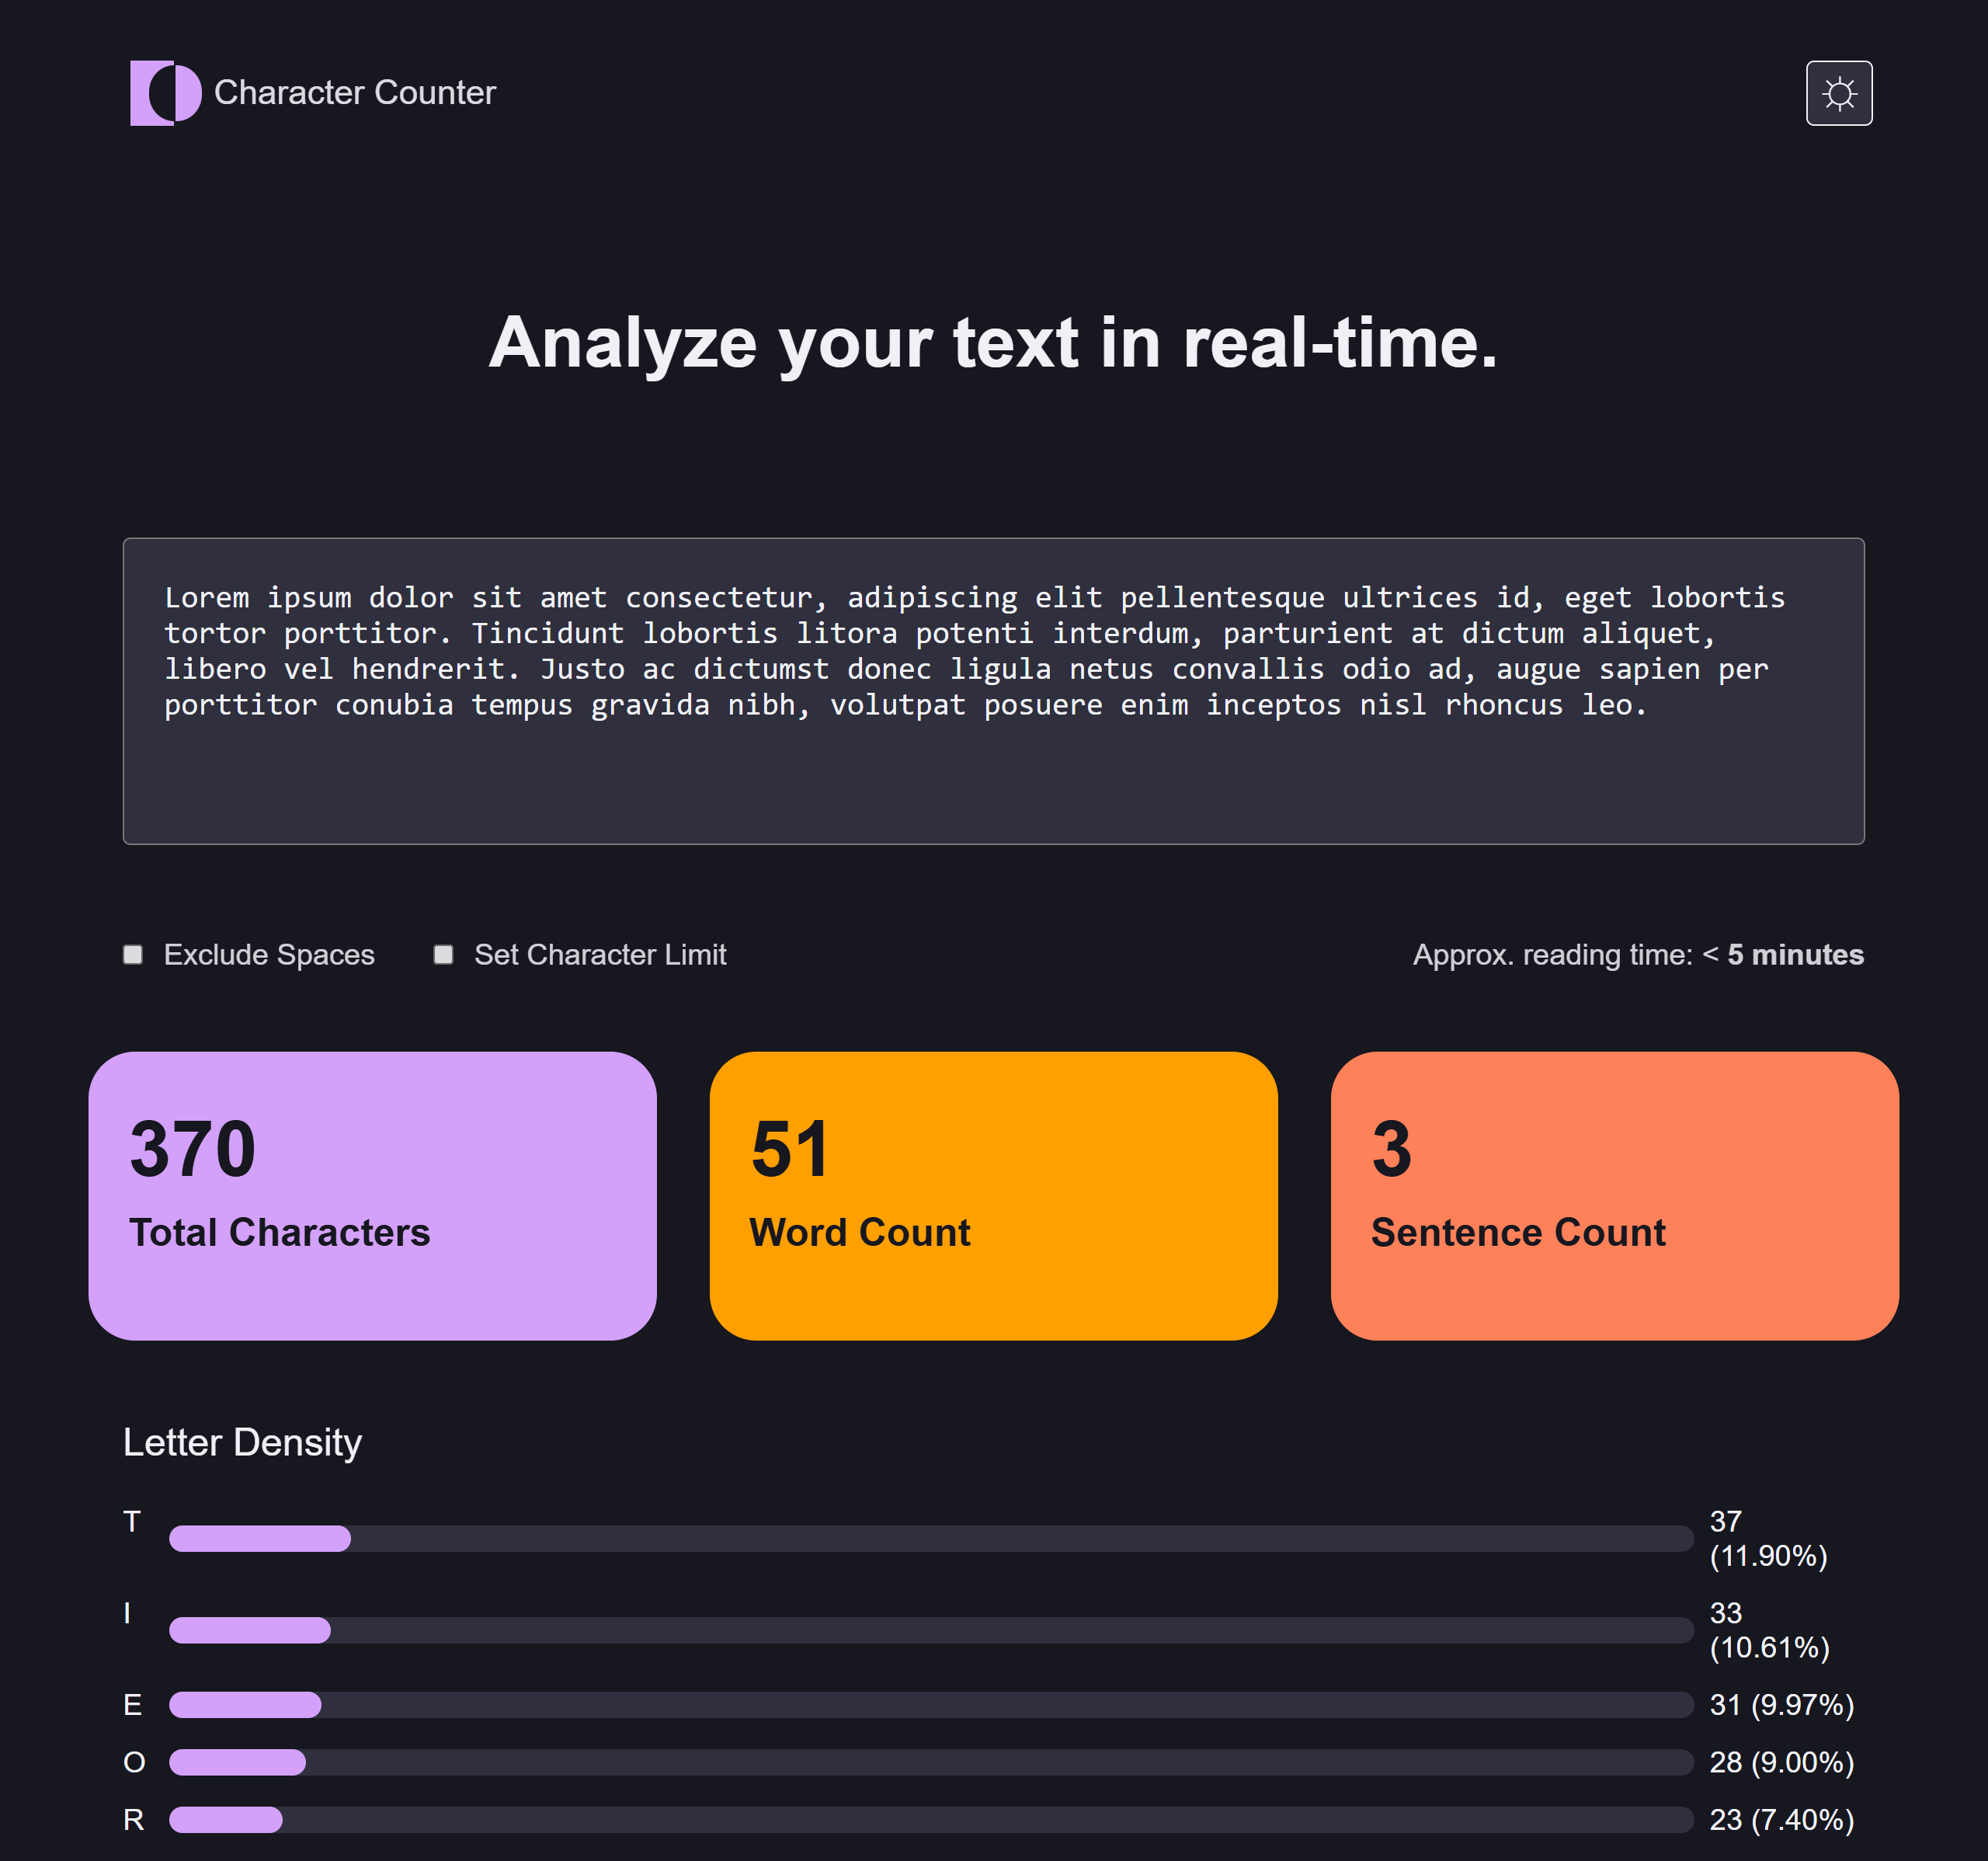 Character Counter
Analyze your text in real-time.
Lorem ipsum dolor sit amet consectetur, adipiscing elit pellentesque ultrices id, eget lobortis
tortor porttitor. Tincidunt lobortis litora potenti interdum, parturient at dictum aliquet,
libero vel hendrerit. Justo ac dictumst donec ligula netus convallis odio ad, augue sapien per
porttitor conubia tempus gravida nibh, volutpat posuere enim inceptos nisl rhoncus leo.
Exclude Spaces Set Character Limit Approx. reading time: < 5 minutes
370 51 3
Total Characters Word Count Sentence Count
Letter Density
T 37
(11.90%)
I 33
(10.61%)
E 31 (9.97%)
O 28 (9.00%)
R 23 (7.40%)